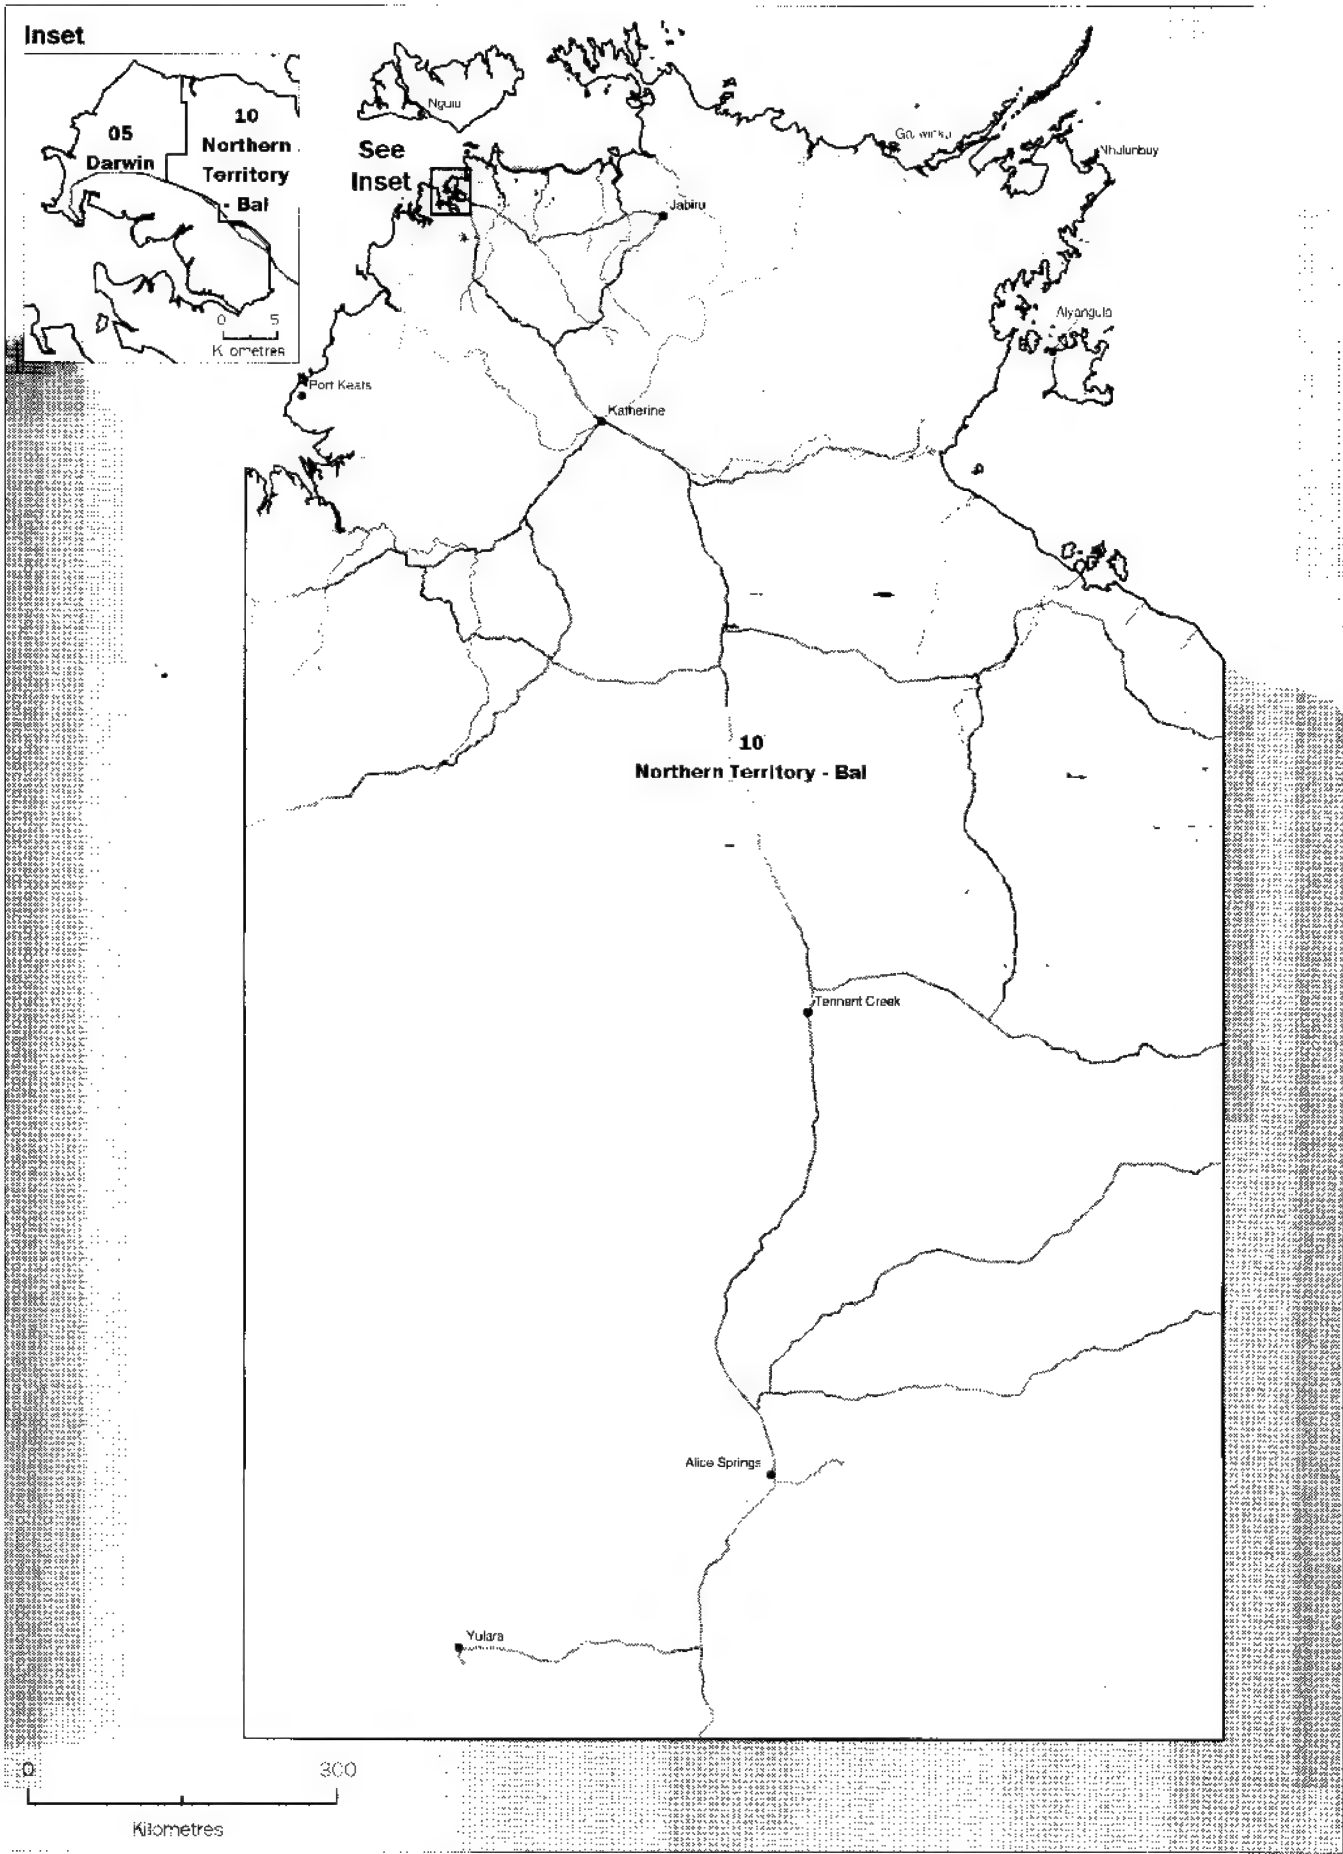 Inset
05
Darwin
10
Northern
Territory
- Bal
0 5
Kilometres
See
Inset
Nguiu
Nhulunbuy
Jabiru
Alyangula
Port Keats
Katherine
10
Northern Territory - Bal
Tennant Creek
Alice Springs
Yulara
0 300
Kilometres